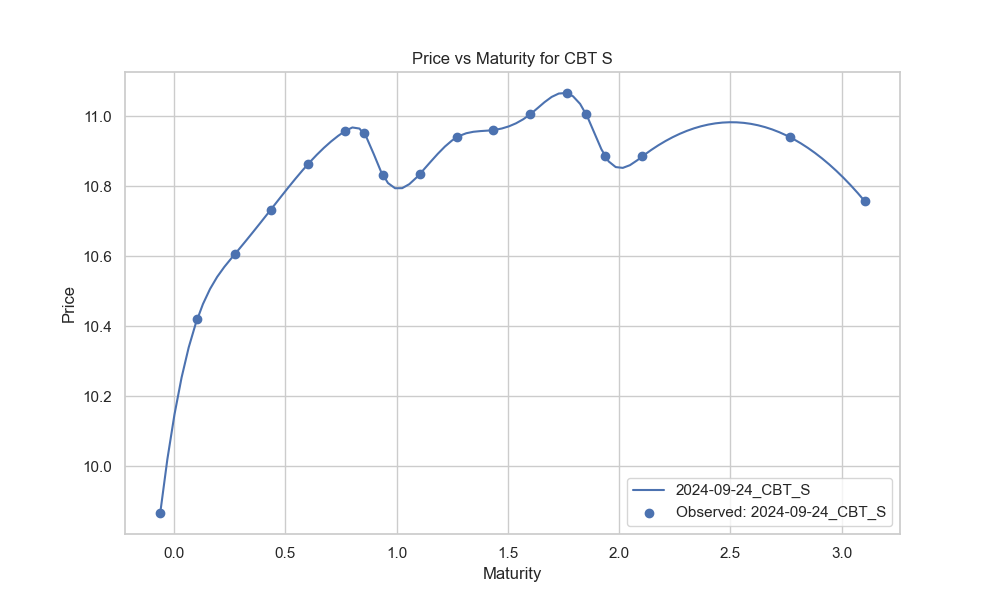 Price vs Maturity for CBT S
Price
11.0
10.8
10.6
10.4
10.2
10.0
0.0 0.5 1.0 1.5 2.0 2.5 3.0
Maturity
2024-09-24_CBT_S
Observed: 2024-09-24_CBT_S